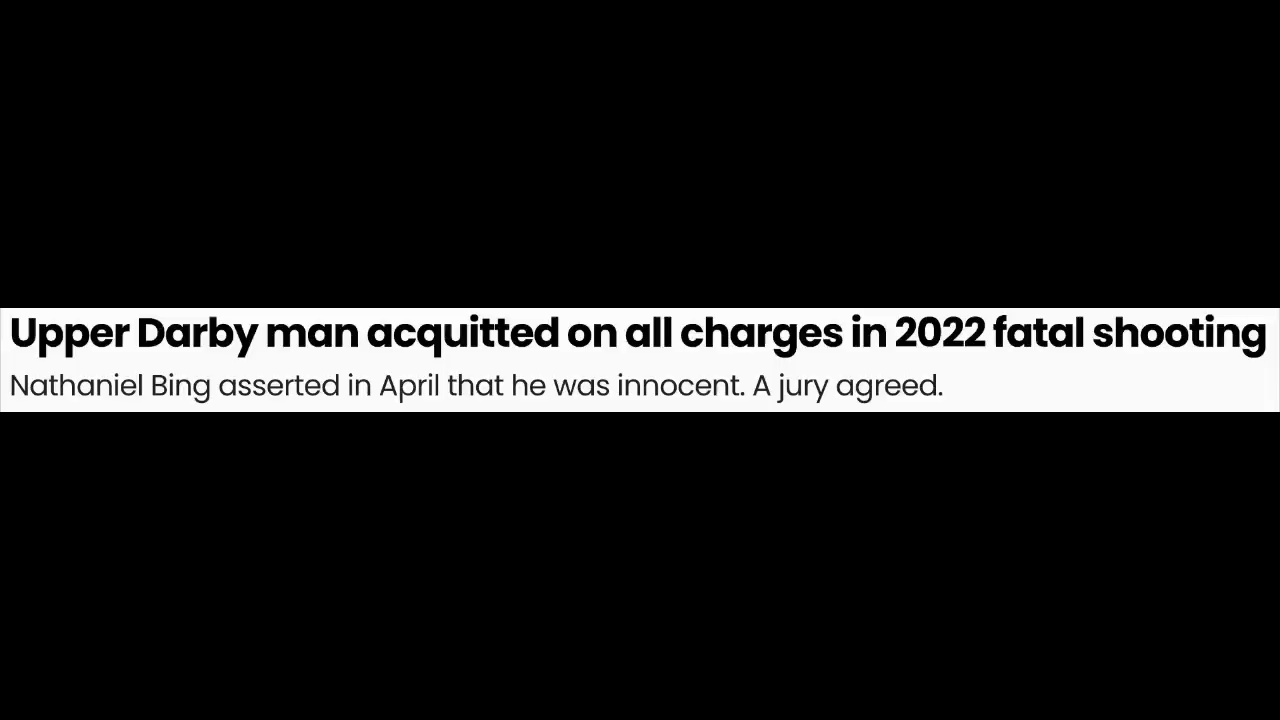 Upper Darby man acquitted on all charges in 2022 fatal shooting
Nathaniel Bing asserted in April that he was innocent. A jury agreed.